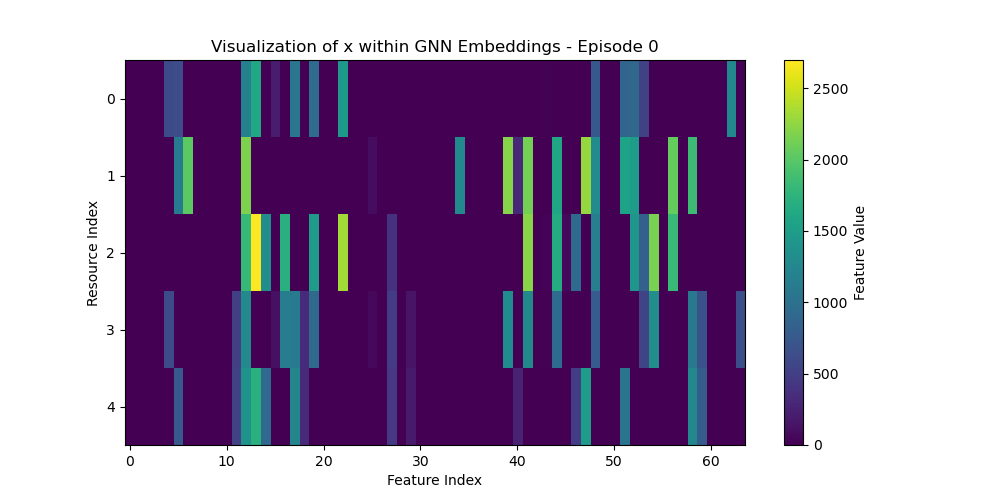 Visualization of x within GNN Embeddings - Episode 0
0
1
2
3
4
Resource Index
0 10 20 30 40 50 60
Feature Index
2500
2000
1500
1000
500
0
Feature Value